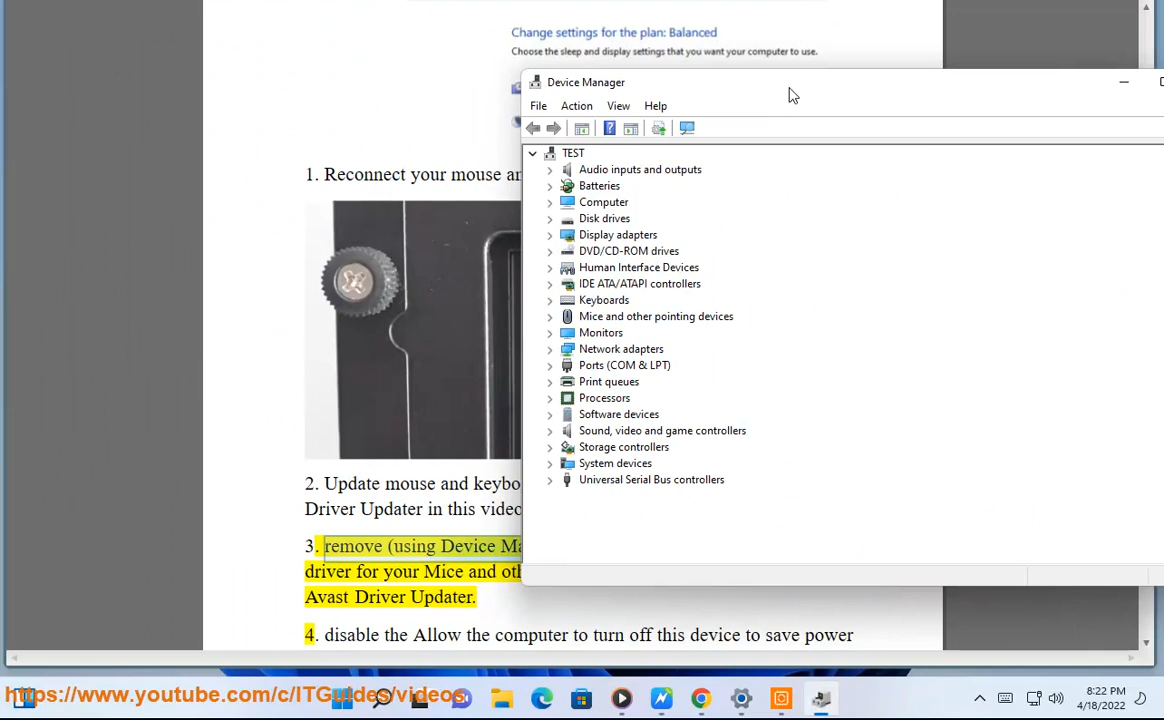 Change settings for the plan: Balanced
Choose the sleep and display settings that you want your computer to use.
Device Manager
File Action View Help
TEST
Audio inputs and outputs
Batteries
Computer
Disk drives
Display adapters
DVD/CD-ROM drives
Human Interface Devices
IDE ATA/ATAPI controllers
Keyboards
Mice and other pointing devices
Monitors
Network adapters
Ports (COM & LPT)
Print queues
Processors
Software devices
Sound, video and game controllers
Storage controllers
System devices
Universal Serial Bus controllers
1. Reconnect your mouse an
2. Update mouse and keybo
Driver Updater in this video
3. remove (using Device Ma
driver for your Mice and oth
Avast Driver Updater.
4. disable the Allow the computer to turn off this device to save power
https://www.youtube.com/c/ITGuides/videos
8:22 PM
4/18/2022